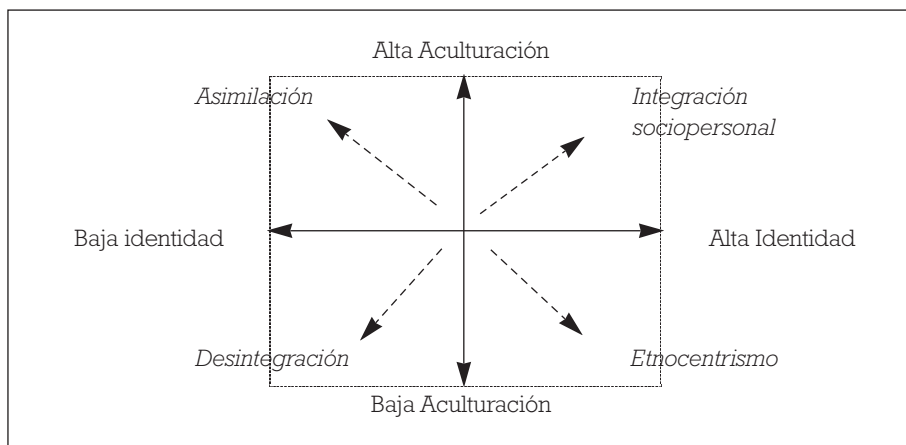 Alta Aculturación
Asimilación
Integración
sociopersonal
Baja identidad
Alta Identidad
Desintegración
Etnocentrismo
Baja Aculturación